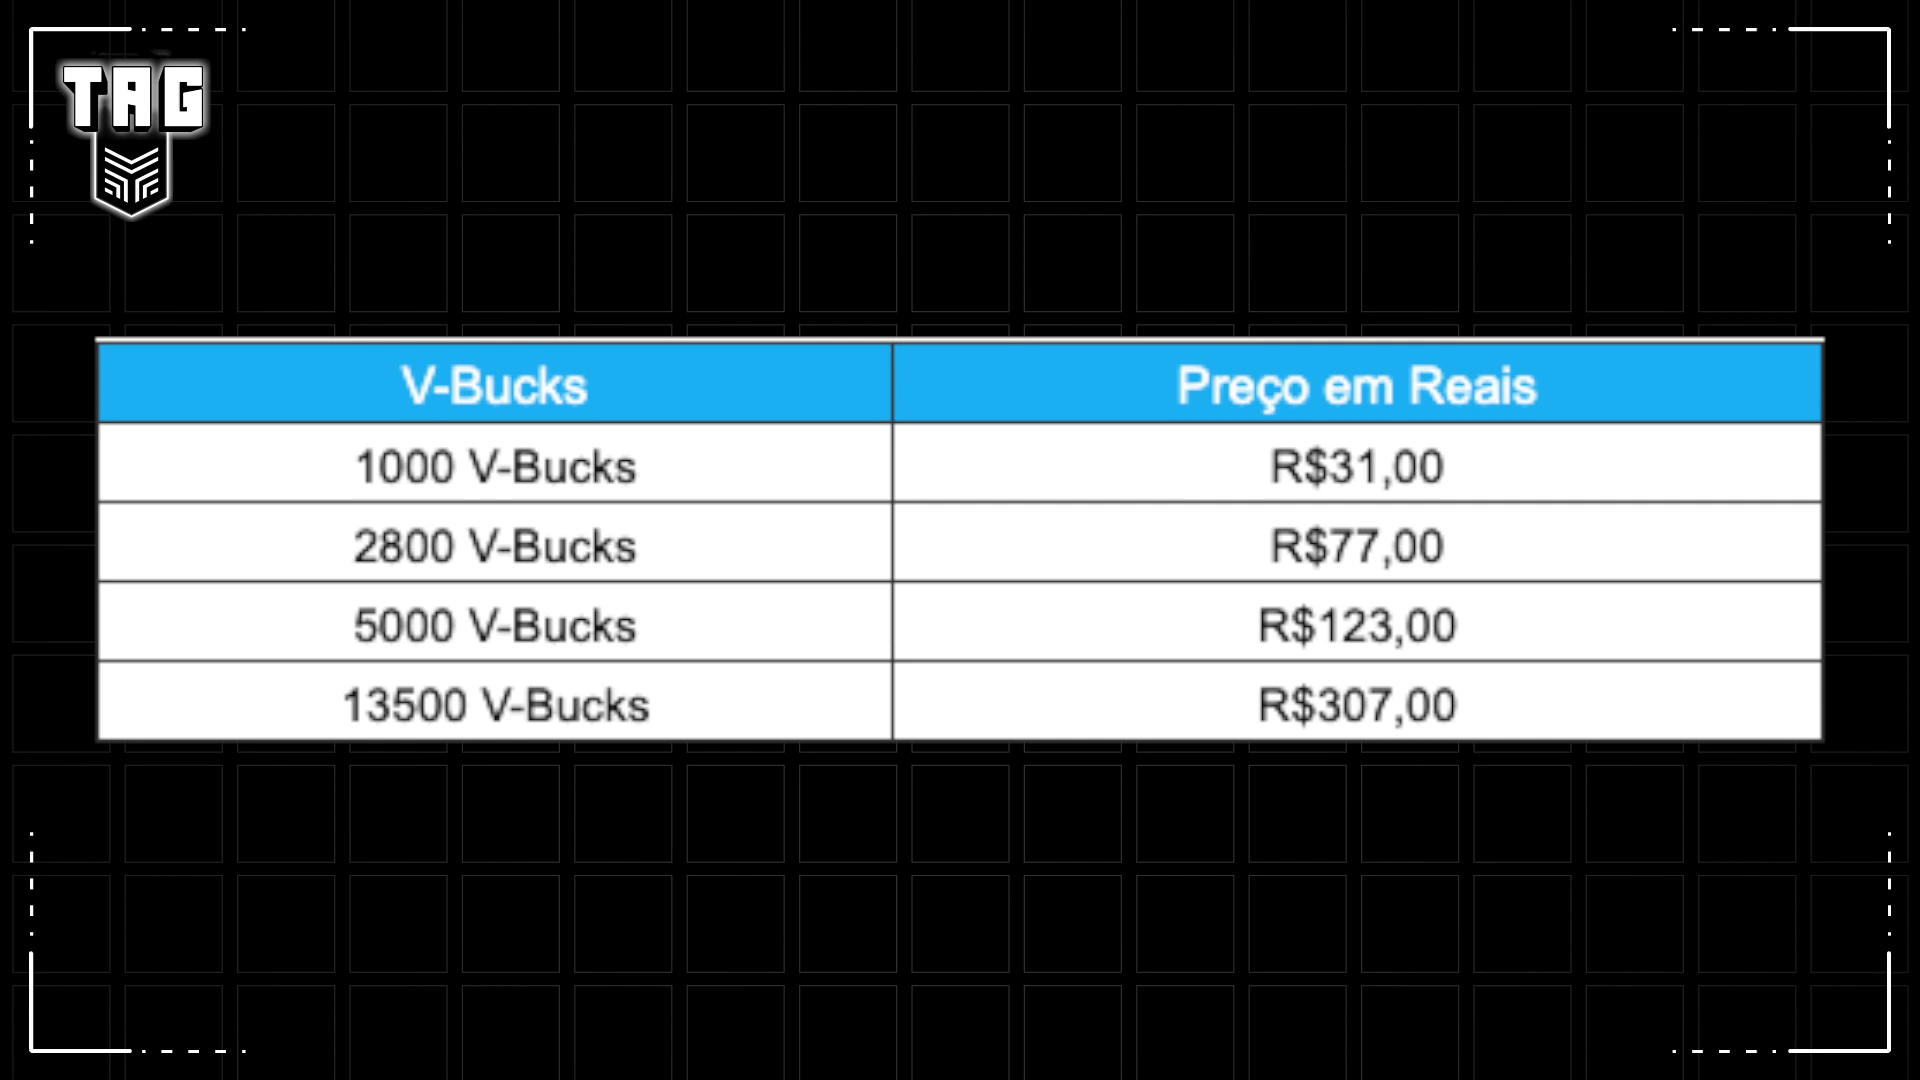 TAG
V-Bucks Preço em Reais
1000 V-Bucks R$31,00
2800 V-Bucks R$77,00
5000 V-Bucks R$123,00
13500 V-Bucks R$307,00